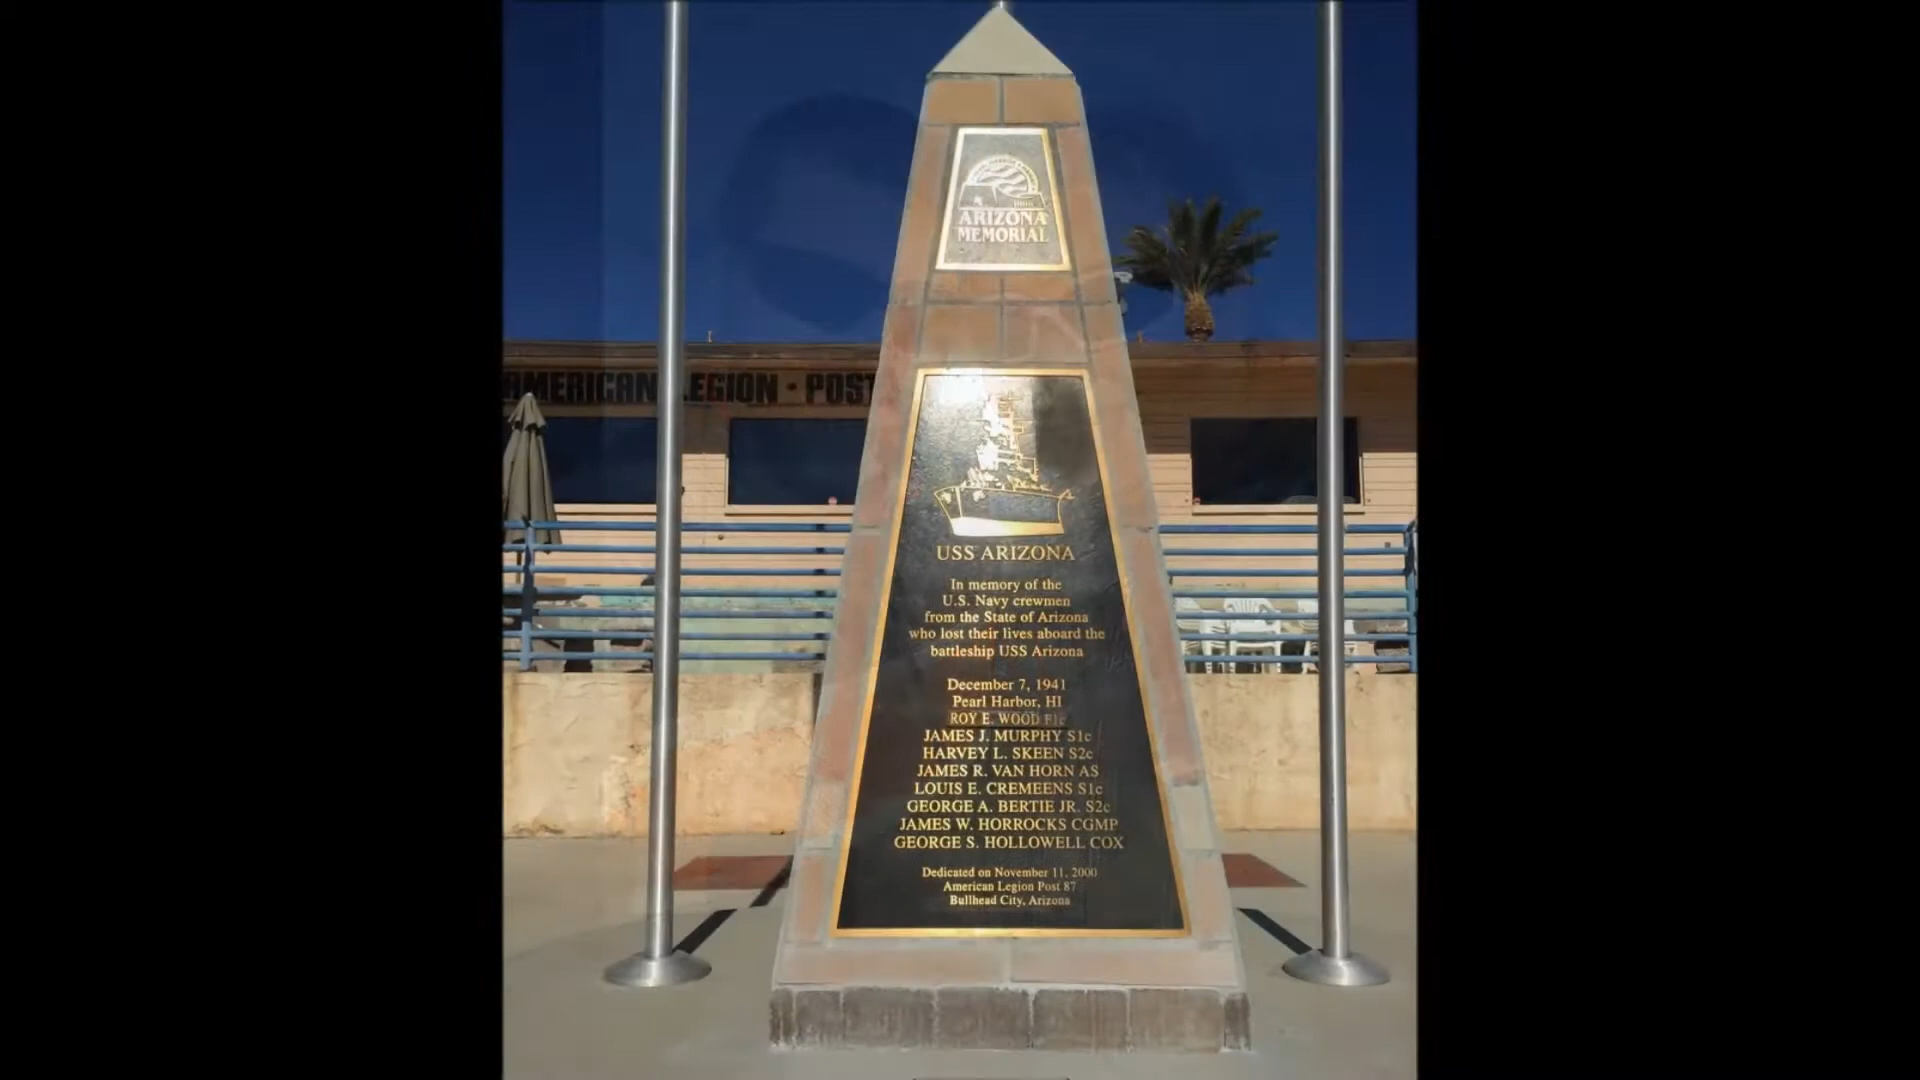 ARIZONA
MEMORIAL
AMERICAN LEGION • POST
USS ARIZONA
In memory of the
U.S. Navy crewmen
from the State of Arizona
who lost their lives aboard the
battleship USS Arizona
December 7, 1941
Pearl Harbor, HI
ROY E. WOOD F1c
JAMES J. MURPHY S1c
HARVEY L. SKEEN S2c
JAMES R. VAN HORN AS
LOUIS E. CREMEENS S1c
GEORGE A. BERTIE JR. S2c
JAMES W. HORROCKS CGMP
GEORGE S. HOLLOWELL COX
Dedicated on November 11, 2000
American Legion Post 87
Bullhead City, Arizona